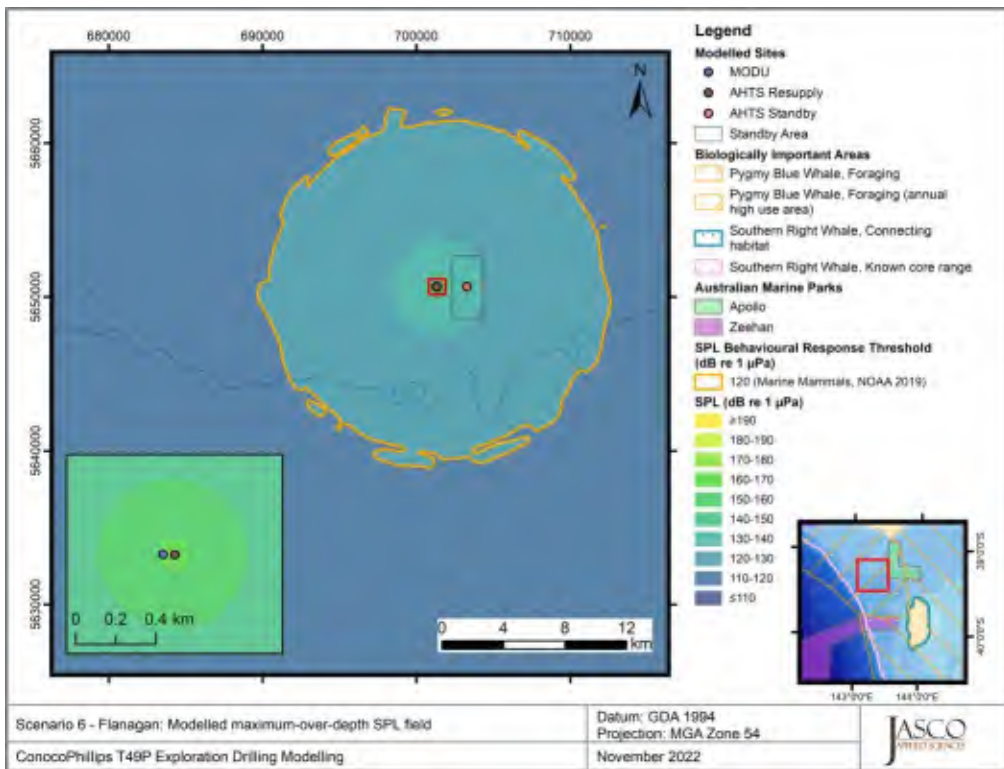 680000 690000 700000 710000
5660000
5650000
5640000
5630000
N
0 0.2 0.4 km
0 4 8 12
km
Legend
Modelled Sites
MODU
AHTS Resupply
AHTS Standby
Standby Area
Biologically Important Areas
Pygmy Blue Whale, Foraging
Pygmy Blue Whale, Foraging (annual
high use area)
Southern Right Whale, Connecting
habitat
Southern Right Whale, Known core range
Australian Marine Parks
Apollo
Zeehan
SPL Behavioural Response Threshold
(dB re 1 µPa)
120 (Marine Mammals, NOAA 2019)
SPL (dB re 1 µPa)
≥190
180-190
170-180
160-170
150-160
140-150
130-140
120-130
110-120
≤110
39°0'S
40°0'S
143°0'E 144°0'E
Scenario 6 - Flanagan: Modelled maximum-over-depth SPL field
ConocoPhillips T49P Exploration Drilling Modelling
Datum: GDA 1994
Projection: MGA Zone 54
November 2022
JASCO
APPLIED SCIENCES